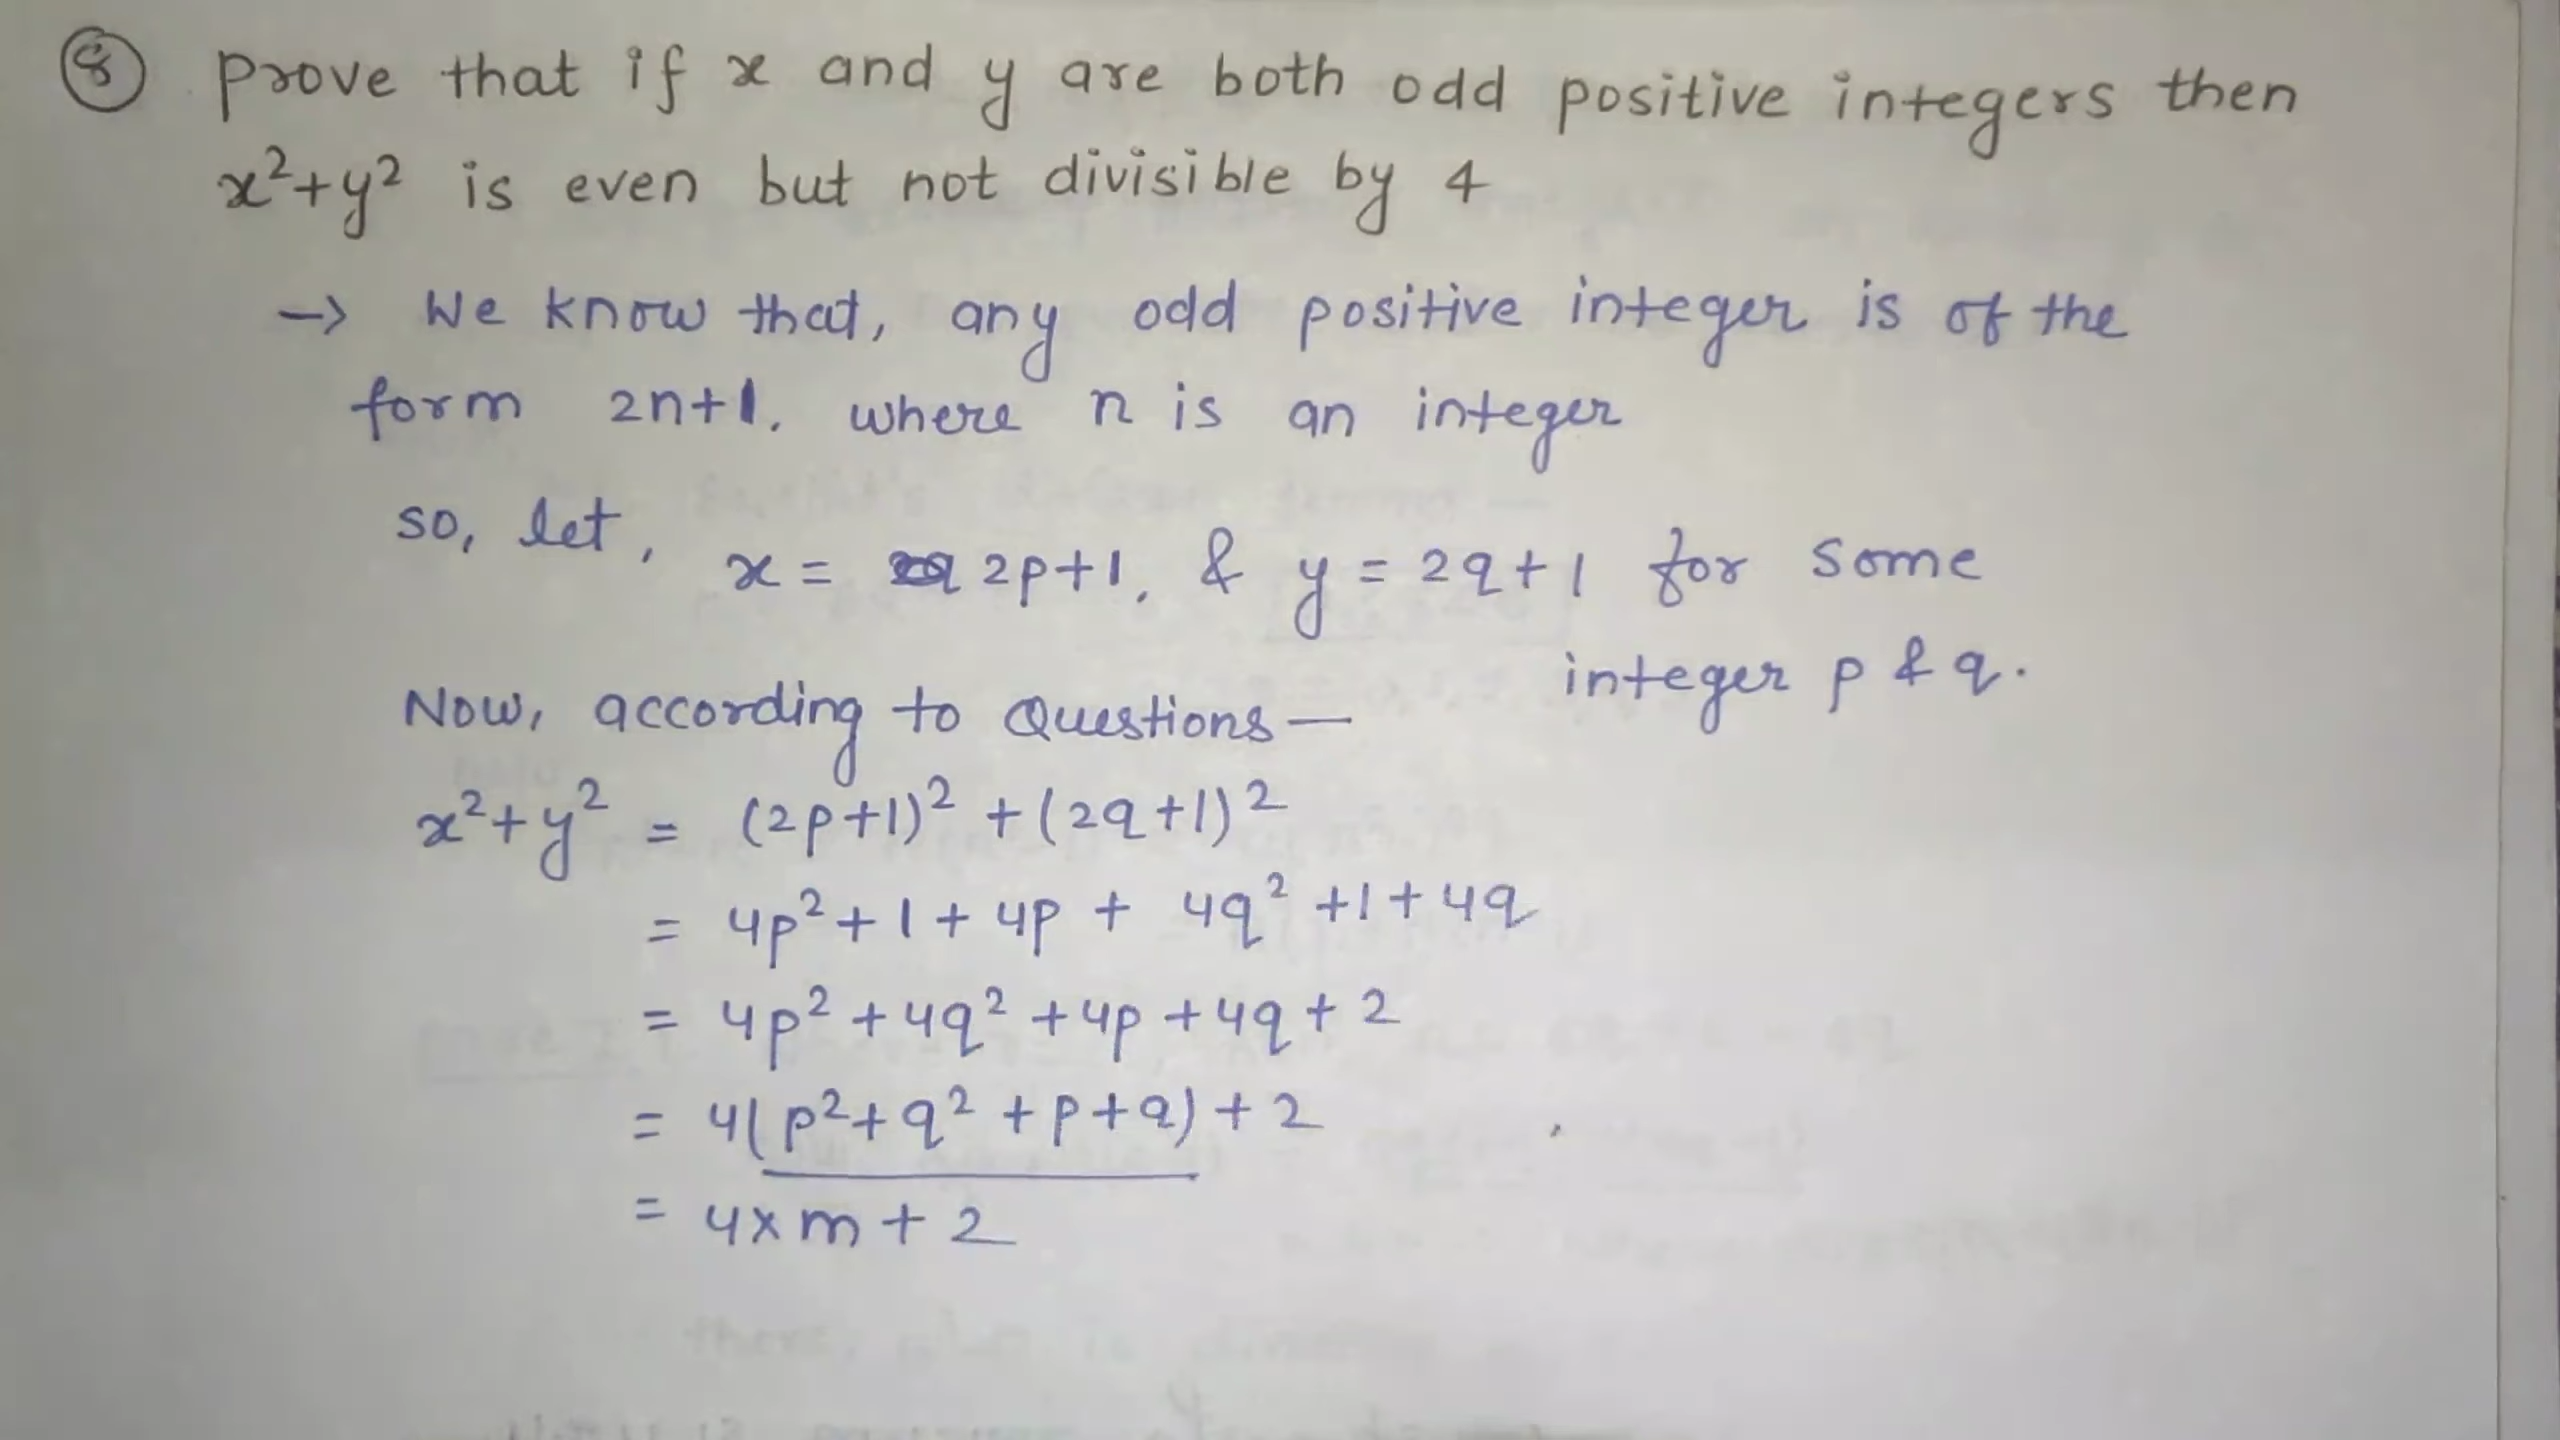 8 prove that if x and y are both odd positive integers then
x²+y² is even but not divisible by 4
→ We know that, any odd positive integer is of the
form 2n+1, where n is an integer
so, let, x = 2p+1, & y = 2q+1 for some
integer p & q.
Now, according to Questions —
x²+y² = (2p+1)² + (2q+1)²
= 4p²+1+4p + 4q²+1+4q
= 4p²+4q²+4p+4q+2
= 4(p²+q²+p+q)+2
= 4×m+2